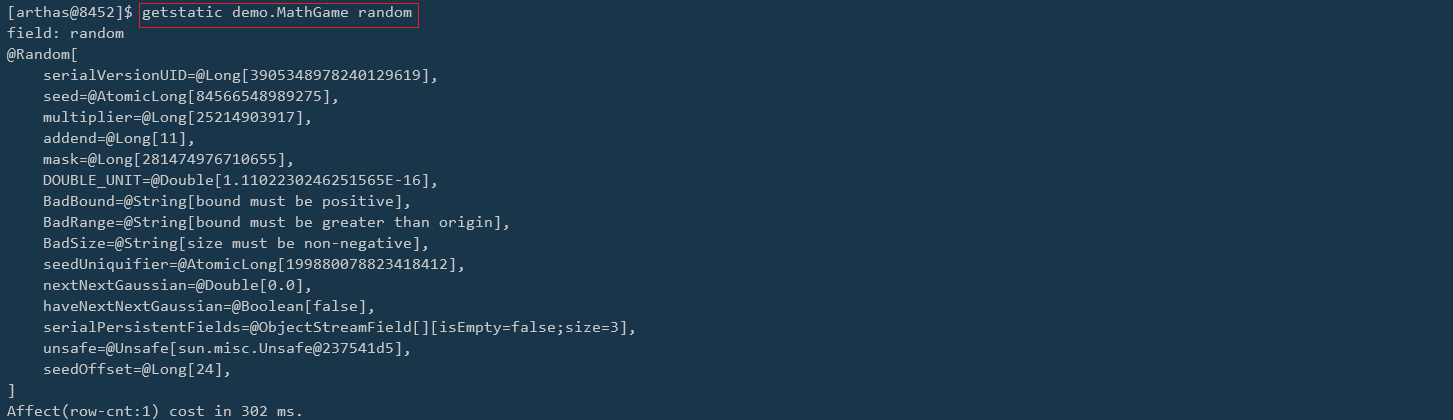 [arthas@8452]$ getstatic demo.MathGame random
field: random
@Random[
    serialVersionUID=@Long[3905348978240129619],
    seed=@AtomicLong[84566548989275],
    multiplier=@Long[25214903917],
    addend=@Long[11],
    mask=@Long[281474976710655],
    DOUBLE_UNIT=@Double[1.1102230246251565E-16],
    BadBound=@String[bound must be positive],
    BadRange=@String[bound must be greater than origin],
    BadSize=@String[size must be non-negative],
    seedUniquifier=@AtomicLong[199880078823418412],
    nextNextGaussian=@Double[0.0],
    haveNextNextGaussian=@Boolean[false],
    serialPersistentFields=@ObjectStreamField[][isEmpty=false;size=3],
    unsafe=@Unsafe[sun.misc.Unsafe@237541d5],
    seedOffset=@Long[24],
]
Affect(row-cnt:1) cost in 302 ms.